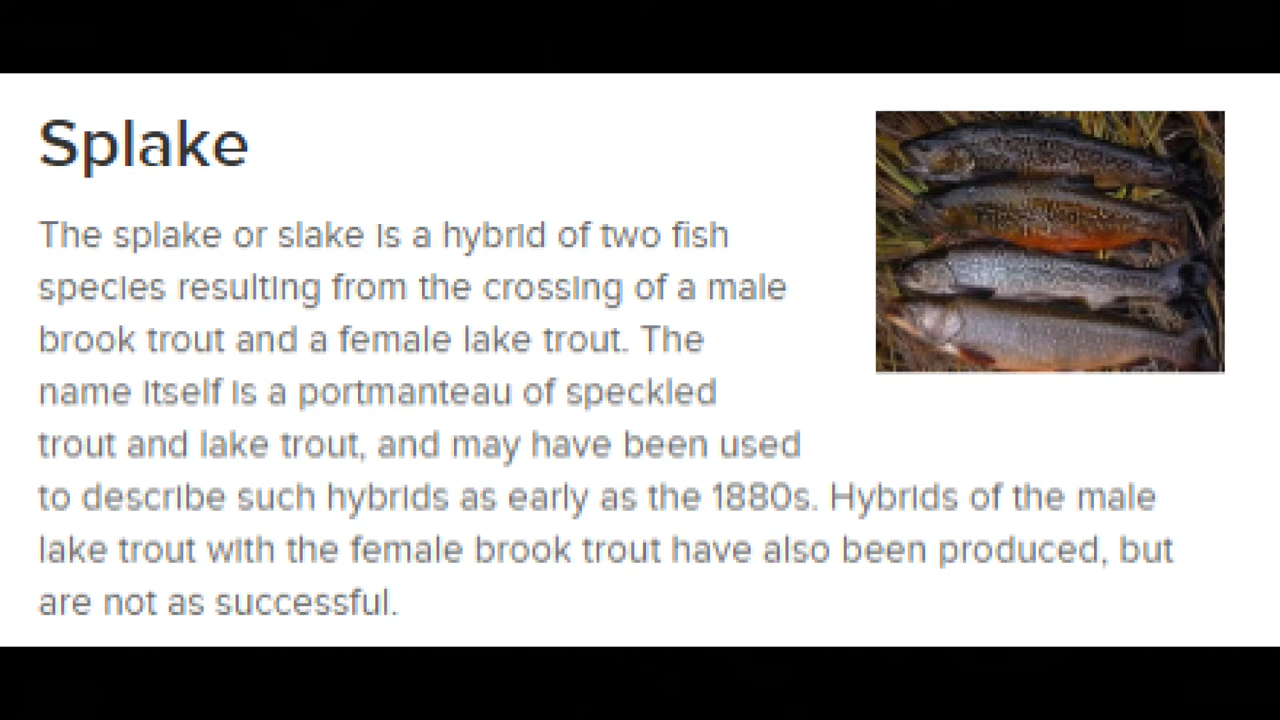 Splake
The splake or slake is a hybrid of two fish
species resulting from the crossing of a male
brook trout and a female lake trout. The
name itself is a portmanteau of speckled
trout and lake trout, and may have been used
to describe such hybrids as early as the 1880s. Hybrids of the male
lake trout with the female brook trout have also been produced, but
are not as successful.